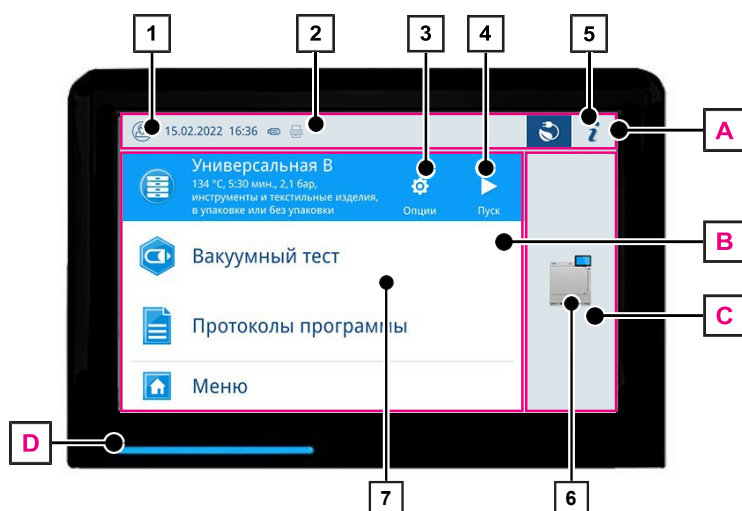 1
2
3
4
5
15.02.2022 16:36
i
A
Универсальная B
134 °C, 5:30 мин., 2,1 бар,
инструменты и текстильные изделия,
в упаковке или без упаковки
Опции
Пуск
B
Вакуумный тест
C
Протоколы программы
Меню
D
7
6